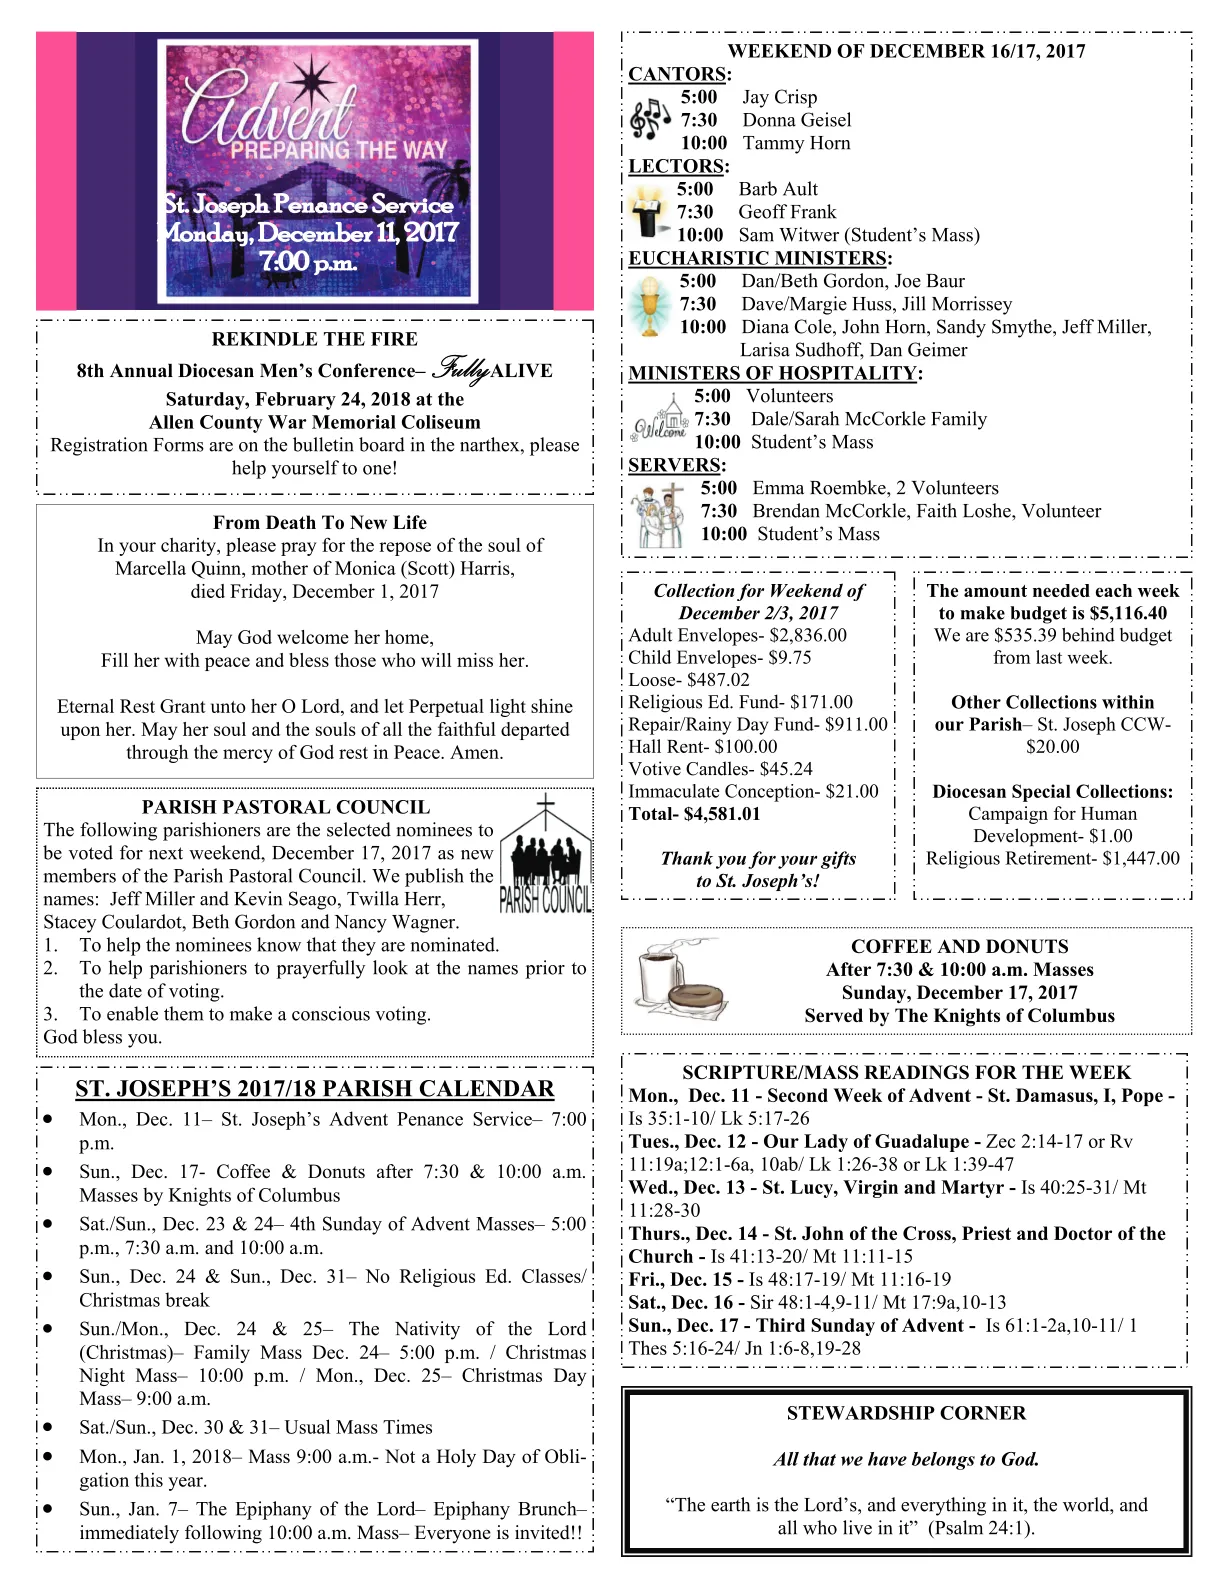 Advent
PREPARING THE WAY
St. Joseph Penance Service
Monday, December 11, 2017
7:00 p.m.
REKINDLE THE FIRE
8th Annual Diocesan Men's Conference– Fully ALIVE
Saturday, February 24, 2018 at the
Allen County War Memorial Coliseum
Registration Forms are on the bulletin board in the narthex, please
help yourself to one!
From Death To New Life
In your charity, please pray for the repose of the soul of
Marcella Quinn, mother of Monica (Scott) Harris,
died Friday, December 1, 2017
May God welcome her home,
Fill her with peace and bless those who will miss her.
Eternal Rest Grant unto her O Lord, and let Perpetual light shine
upon her. May her soul and the souls of all the faithful departed
through the mercy of God rest in Peace. Amen.
PARISH PASTORAL COUNCIL
The following parishioners are the selected nominees to
be voted for next weekend, December 17, 2017 as new
members of the Parish Pastoral Council. We publish the
names: Jeff Miller and Kevin Seago, Twilla Herr,
Stacey Coulardot, Beth Gordon and Nancy Wagner.
1. To help the nominees know that they are nominated.
2. To help parishioners to prayerfully look at the names prior to
the date of voting.
3. To enable them to make a conscious voting.
God bless you.
PARISH COUNCIL
ST. JOSEPH'S 2017/18 PARISH CALENDAR
• Mon., Dec. 11– St. Joseph's Advent Penance Service– 7:00
p.m.
• Sun., Dec. 17- Coffee & Donuts after 7:30 & 10:00 a.m.
Masses by Knights of Columbus
• Sat./Sun., Dec. 23 & 24– 4th Sunday of Advent Masses– 5:00
p.m., 7:30 a.m. and 10:00 a.m.
• Sun., Dec. 24 & Sun., Dec. 31– No Religious Ed. Classes/
Christmas break
• Sun./Mon., Dec. 24 & 25– The Nativity of the Lord
(Christmas)– Family Mass Dec. 24– 5:00 p.m. / Christmas
Night Mass– 10:00 p.m. / Mon., Dec. 25– Christmas Day
Mass– 9:00 a.m.
• Sat./Sun., Dec. 30 & 31– Usual Mass Times
• Mon., Jan. 1, 2018– Mass 9:00 a.m.- Not a Holy Day of Obli-
gation this year.
• Sun., Jan. 7– The Epiphany of the Lord– Epiphany Brunch–
immediately following 10:00 a.m. Mass– Everyone is invited!!
WEEKEND OF DECEMBER 16/17, 2017
CANTORS:
5:00 Jay Crisp
7:30 Donna Geisel
10:00 Tammy Horn
LECTORS:
5:00 Barb Ault
7:30 Geoff Frank
10:00 Sam Witwer (Student's Mass)
EUCHARISTIC MINISTERS:
5:00 Dan/Beth Gordon, Joe Baur
7:30 Dave/Margie Huss, Jill Morrissey
10:00 Diana Cole, John Horn, Sandy Smythe, Jeff Miller,
Larisa Sudhoff, Dan Geimer
MINISTERS OF HOSPITALITY:
Welcome
5:00 Volunteers
7:30 Dale/Sarah McCorkle Family
10:00 Student's Mass
SERVERS:
5:00 Emma Roembke, 2 Volunteers
7:30 Brendan McCorkle, Faith Loshe, Volunteer
10:00 Student's Mass
Collection for Weekend of
December 2/3, 2017
Adult Envelopes- $2,836.00
Child Envelopes- $9.75
Loose- $487.02
Religious Ed. Fund- $171.00
Repair/Rainy Day Fund- $911.00
Hall Rent- $100.00
Votive Candles- $45.24
Immaculate Conception- $21.00
Total- $4,581.01
Thank you for your gifts
to St. Joseph's!
The amount needed each week
to make budget is $5,116.40
We are $535.39 behind budget
from last week.
Other Collections within
our Parish– St. Joseph CCW-
$20.00
Diocesan Special Collections:
Campaign for Human
Development- $1.00
Religious Retirement- $1,447.00
COFFEE AND DONUTS
After 7:30 & 10:00 a.m. Masses
Sunday, December 17, 2017
Served by The Knights of Columbus
SCRIPTURE/MASS READINGS FOR THE WEEK
Mon., Dec. 11 - Second Week of Advent - St. Damasus, I, Pope -
Is 35:1-10/ Lk 5:17-26
Tues., Dec. 12 - Our Lady of Guadalupe - Zec 2:14-17 or Rv
11:19a;12:1-6a, 10ab/ Lk 1:26-38 or Lk 1:39-47
Wed., Dec. 13 - St. Lucy, Virgin and Martyr - Is 40:25-31/ Mt
11:28-30
Thurs., Dec. 14 - St. John of the Cross, Priest and Doctor of the
Church - Is 41:13-20/ Mt 11:11-15
Fri., Dec. 15 - Is 48:17-19/ Mt 11:16-19
Sat., Dec. 16 - Sir 48:1-4,9-11/ Mt 17:9a,10-13
Sun., Dec. 17 - Third Sunday of Advent - Is 61:1-2a,10-11/ 1
Thes 5:16-24/ Jn 1:6-8,19-28
STEWARDSHIP CORNER
All that we have belongs to God.
“The earth is the Lord's, and everything in it, the world, and
all who live in it” (Psalm 24:1).